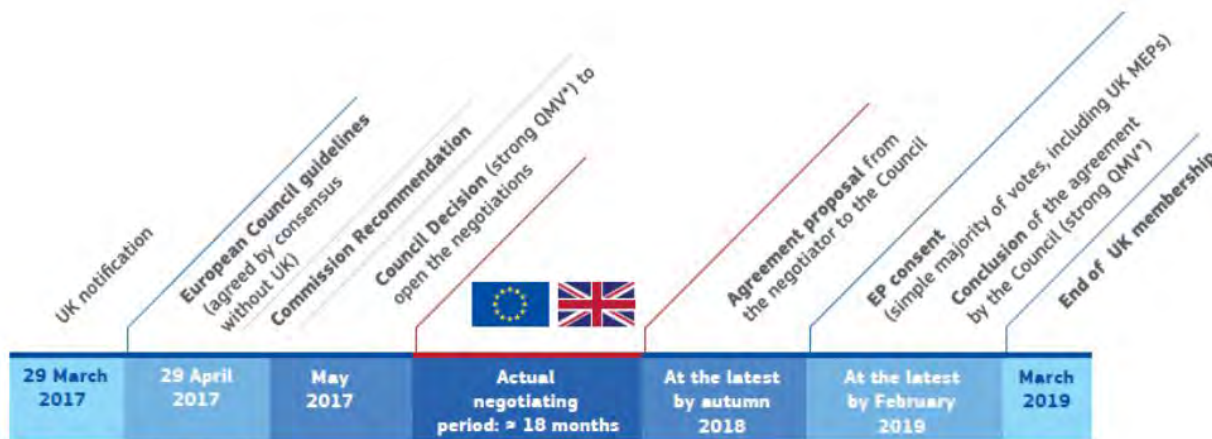 UK notification
European Council guidelines
(agreed by consensus
without UK)
Commission Recommendation
Council Decision (strong QMV*) to
open the negotiations
Agreement proposal from
the negotiator to the Council
EP consent
(simple majority of votes, including UK MEPs)
Conclusion of the agreement
by the Council (strong QMV*)
End of UK membership
29 March
2017
29 April
2017
May
2017
Actual
negotiating
period: ≈ 18 months
At the latest
by autumn
2018
At the latest
by February
2019
March
2019